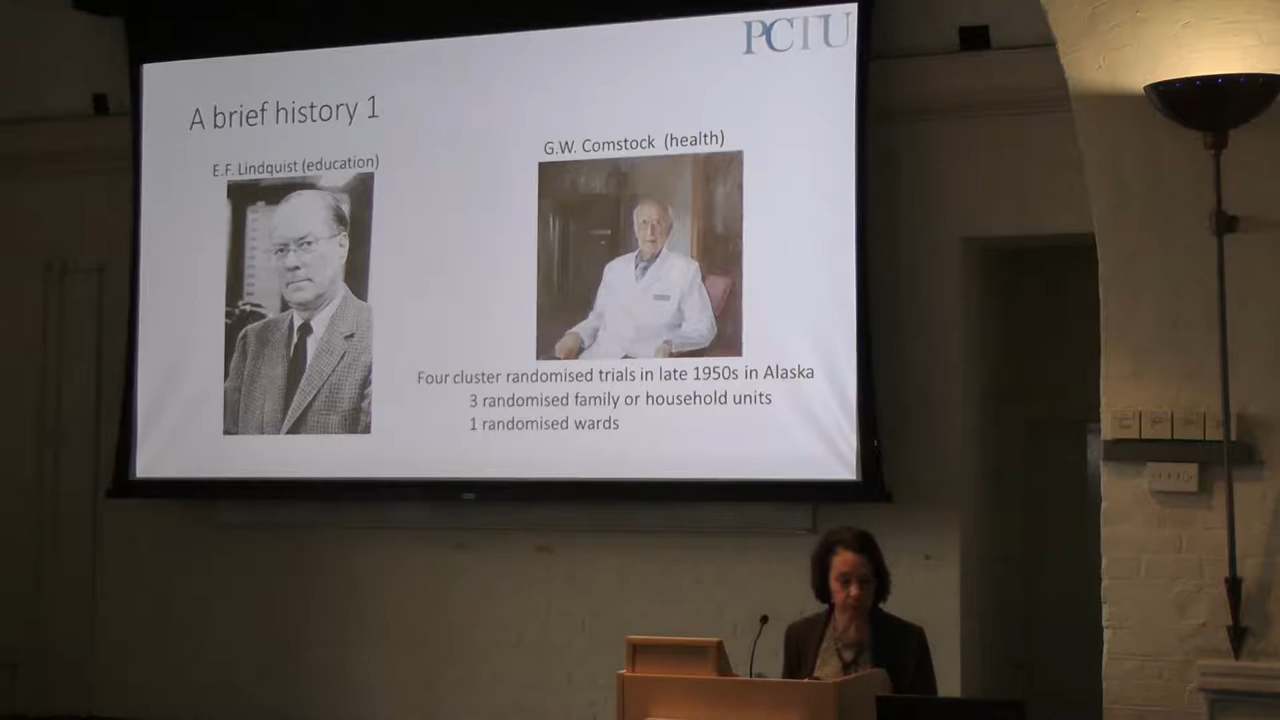 PCTU
A brief history 1
E.F. Lindquist (education)
G.W. Comstock (health)
Four cluster randomised trials in late 1950s in Alaska
3 randomised family or household units
1 randomised wards